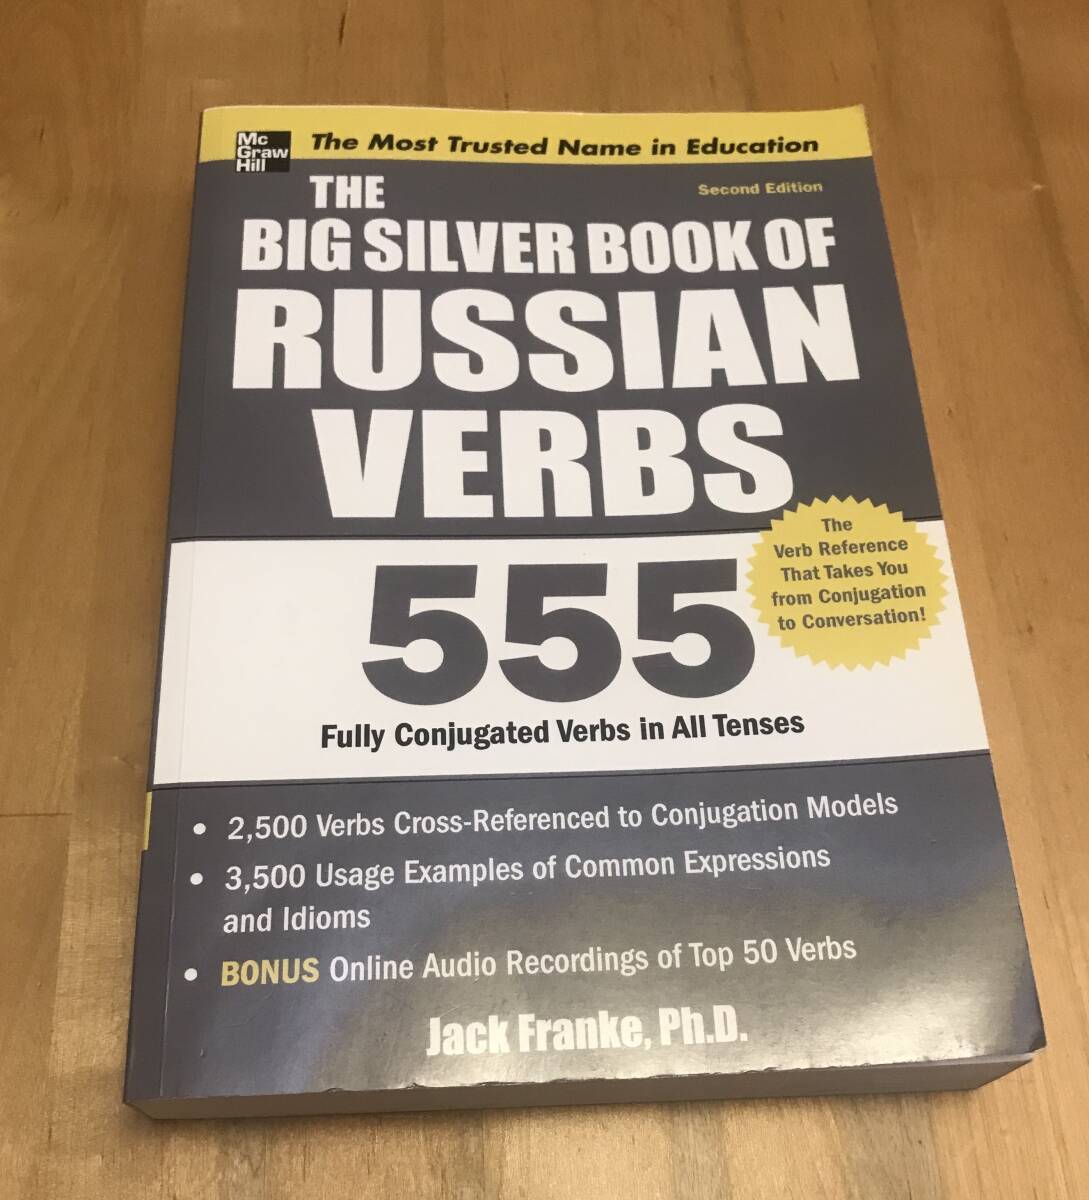 Mc
Graw
Hill
The Most Trusted Name in Education
Second Edition
THE
BIG SILVER BOOK OF
RUSSIAN
VERBS
The
Verb Reference
That Takes You
from Conjugation
to Conversation!
555
Fully Conjugated Verbs in All Tenses
• 2,500 Verbs Cross-Referenced to Conjugation Models
• 3,500 Usage Examples of Common Expressions
and Idioms
• BONUS Online Audio Recordings of Top 50 Verbs
Jack Franke, Ph.D.